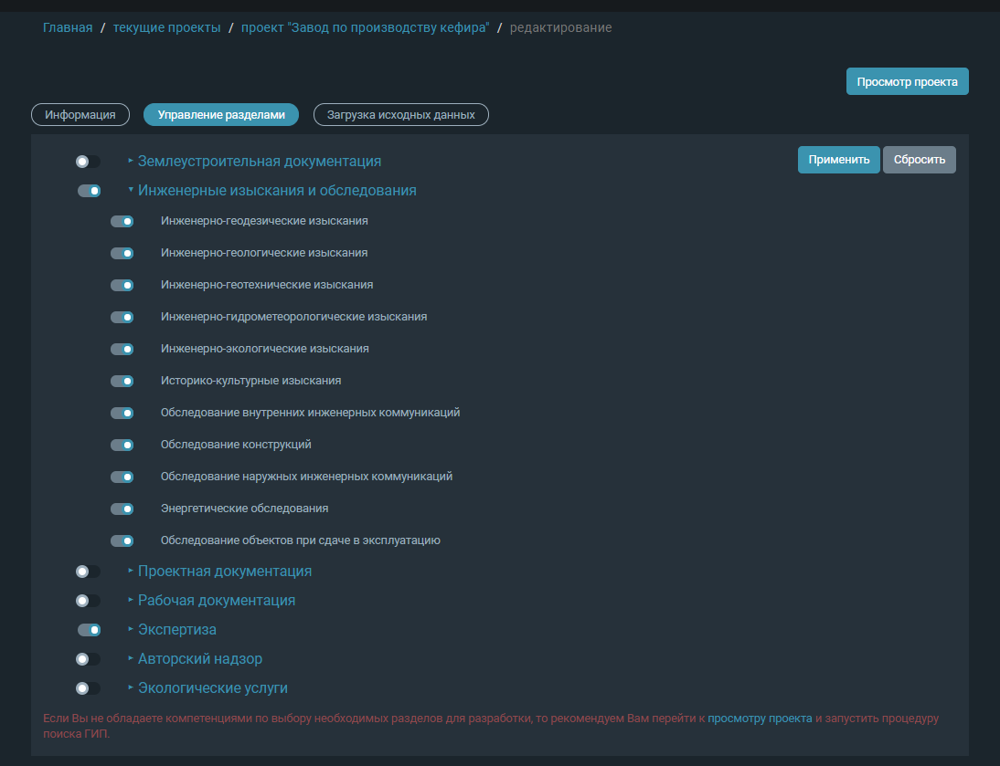 Главная / текущие проекты / проект "Завод по производству кефира" / редактирование
Просмотр проекта
Информация
Управление разделами
Загрузка исходных данных
Землеустроительная документация
Применить
Сбросить
Инженерные изыскания и обследования
Инженерно-геодезические изыскания
Инженерно-геологические изыскания
Инженерно-геотехнические изыскания
Инженерно-гидрометеорологические изыскания
Инженерно-экологические изыскания
Историко-культурные изыскания
Обследование внутренних инженерных коммуникаций
Обследование конструкций
Обследование наружных инженерных коммуникаций
Энергетические обследования
Обследование объектов при сдаче в эксплуатацию
Проектная документация
Рабочая документация
Экспертиза
Авторский надзор
Экологические услуги
Если Вы не обладаете компетенциями по выбору необходимых разделов для разработки, то рекомендуем Вам перейти к просмотру проекта и запустить процедуру
поиска ГИП.